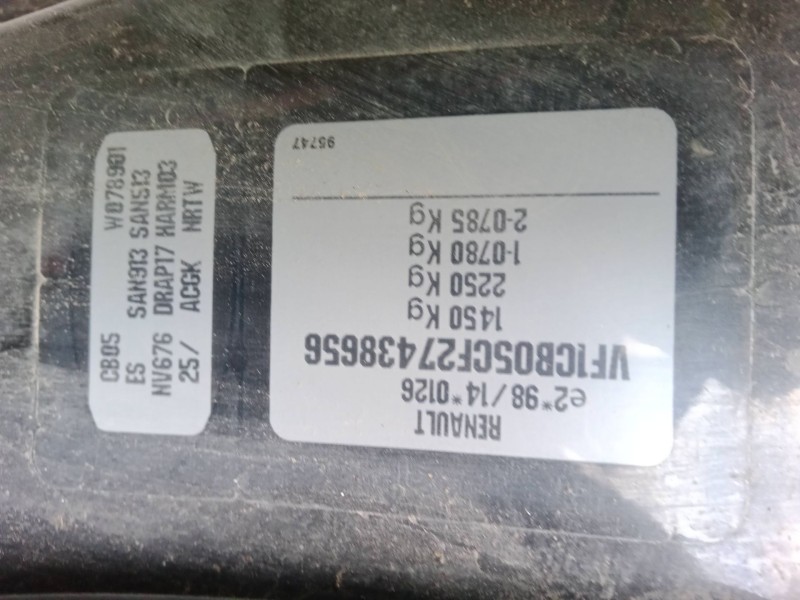 CB05 W078901
ES SAN913 SANS13
NV676 DRAP17 HARM03
25/ ACGK NRTW
RENAULT
e2*98/14*0126
VF1CB05CF27438656
1450 Kg
2250 Kg
1-0780 Kg
2-0785 Kg
95747